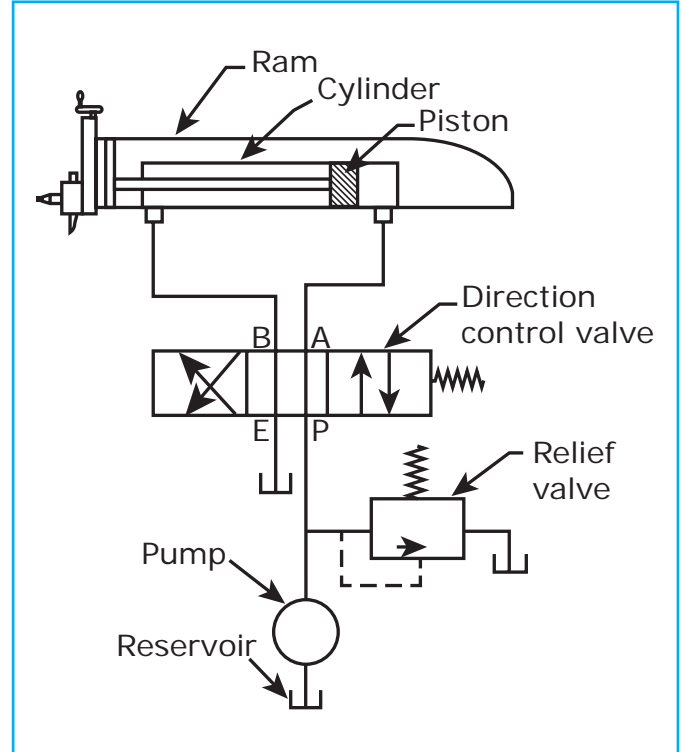 Ram
Cylinder
Piston
Direction
control valve
B A
E P
Relief
valve
Pump
Reservoir